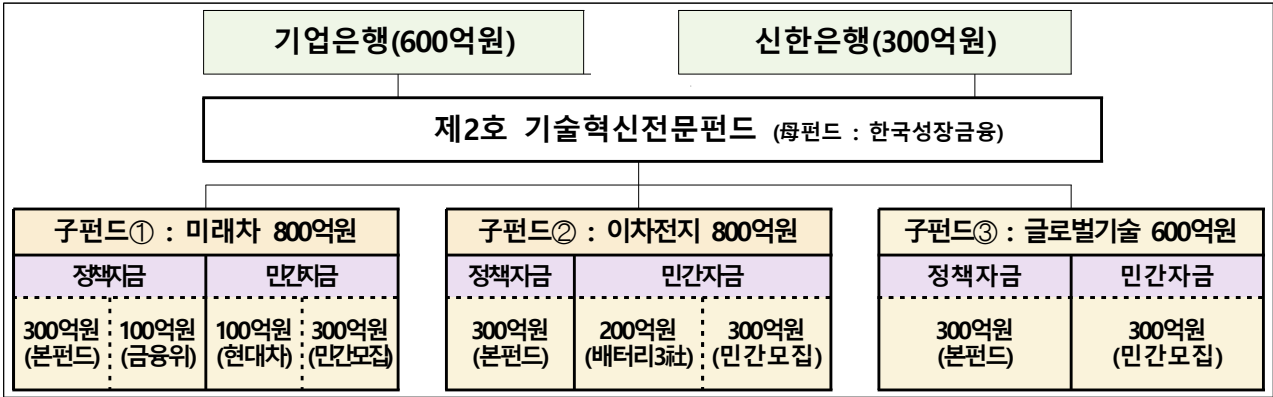 기업은행(600억원)
신한은행(300억원)
제2호 기술혁신전문펀드 (母펀드 : 한국성장금융)
子펀드① : 미래차 800억원
정책자금 민간자금
300억원 100억원 100억원 300억원
(본펀드) (금융위) (현대차) (민간모집)
子펀드② : 이차전지 800억원
정책자금 민간자금
300억원 200억원 300억원
(본펀드) (배터리3社) (민간모집)
子펀드③ : 글로벌기술 600억원
정책자금 민간자금
300억원 300억원
(본펀드) (민간모집)